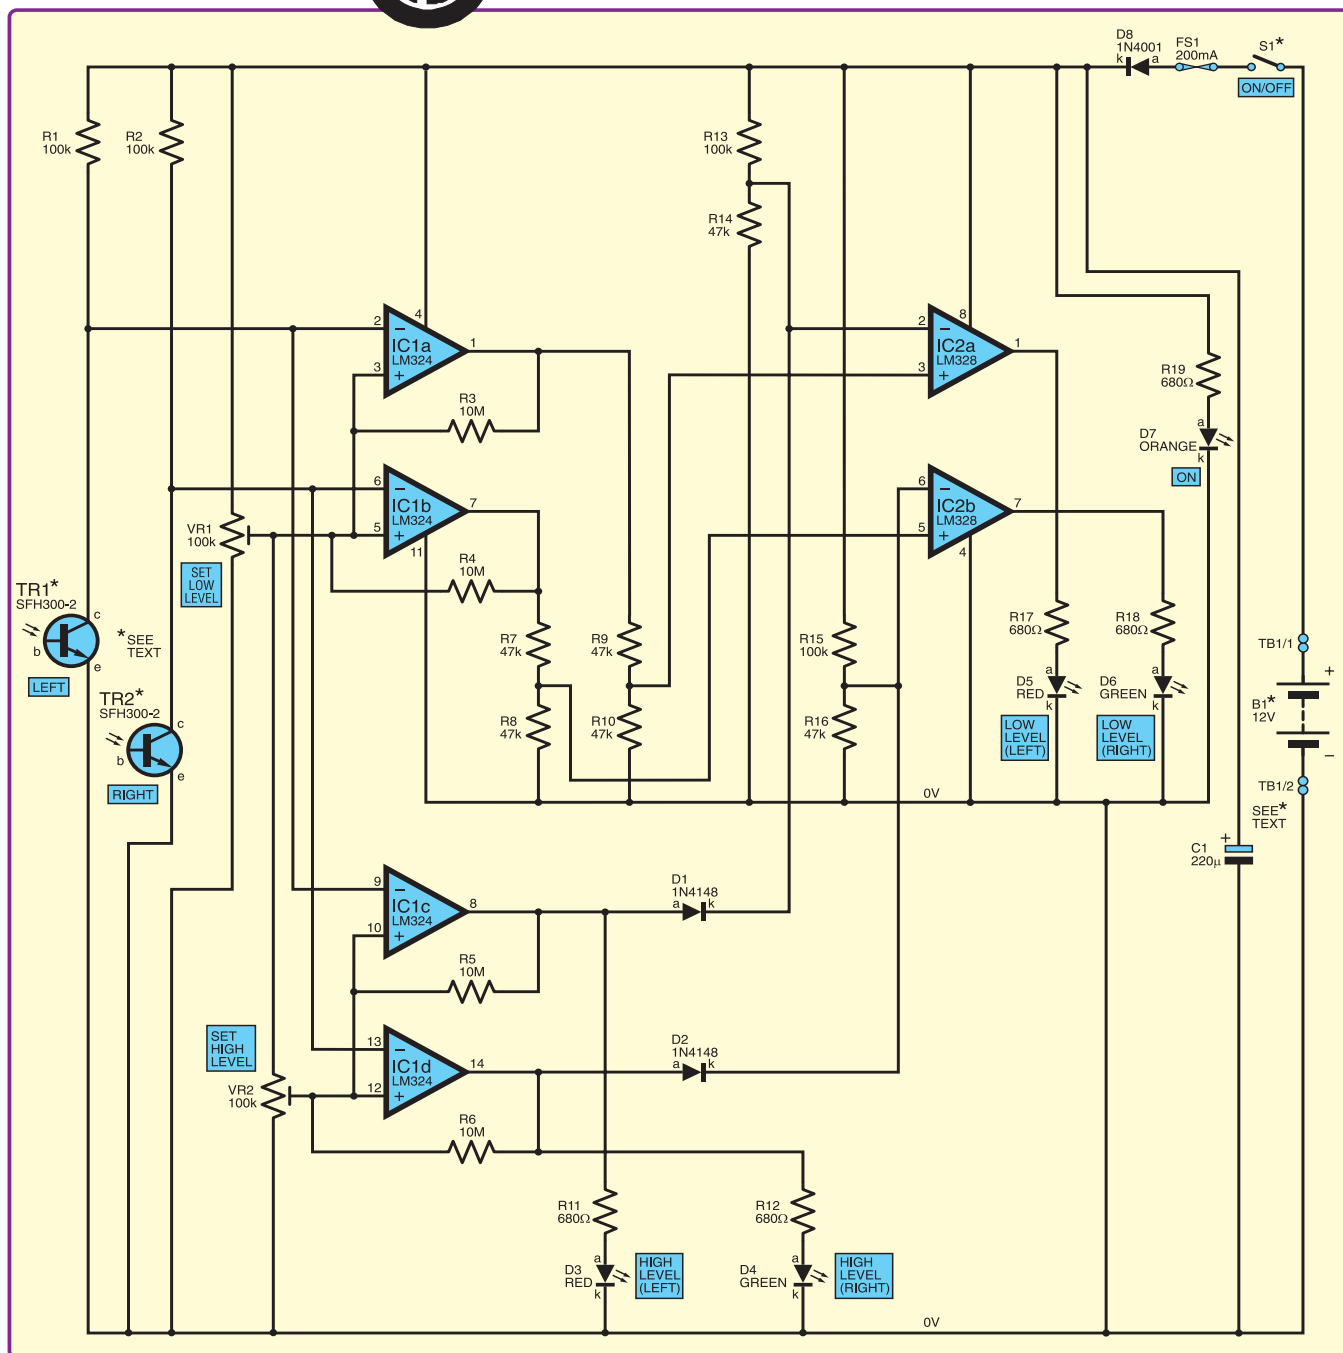 D8
1N4001
k
a
FS1
200mA
S1*
ON/OFF
R1
100k
R2
100k
R13
100k
R14
47k
2
4
1
IC1a
LM324
3
−
+
R3
10M
2
8
1
IC2a
LM328
3
−
+
R19
680Ω
a
D7
ORANGE
k
ON
6
7
IC1b
LM324
5
11
−
+
R4
10M
6
7
IC2b
LM328
5
4
−
+
VR1
100k
SET
LOW
LEVEL
TR1*
SFH300-2
c
b
e
*SEE
TEXT
LEFT
TR2*
SFH300-2
c
b
e
RIGHT
R7
47k
R9
47k
R15
100k
R8
47k
R10
47k
R16
47k
R17
680Ω
R18
680Ω
a
D5
RED
k
a
D6
GREEN
k
LOW
LEVEL
(LEFT)
LOW
LEVEL
(RIGHT)
TB1/1
+
B1*
12V
−
TB1/2
SEE*
TEXT
0V
+
C1
220µ
9
8
IC1c
LM324
10
−
+
R5
10M
D1
1N4148
a
k
SET
HIGH
LEVEL
VR2
100k
13
14
IC1d
LM324
12
−
+
R6
10M
D2
1N4148
a
k
R11
680Ω
R12
680Ω
a
D3
RED
k
HIGH
LEVEL
(LEFT)
a
D4
GREEN
k
HIGH
LEVEL
(RIGHT)
0V